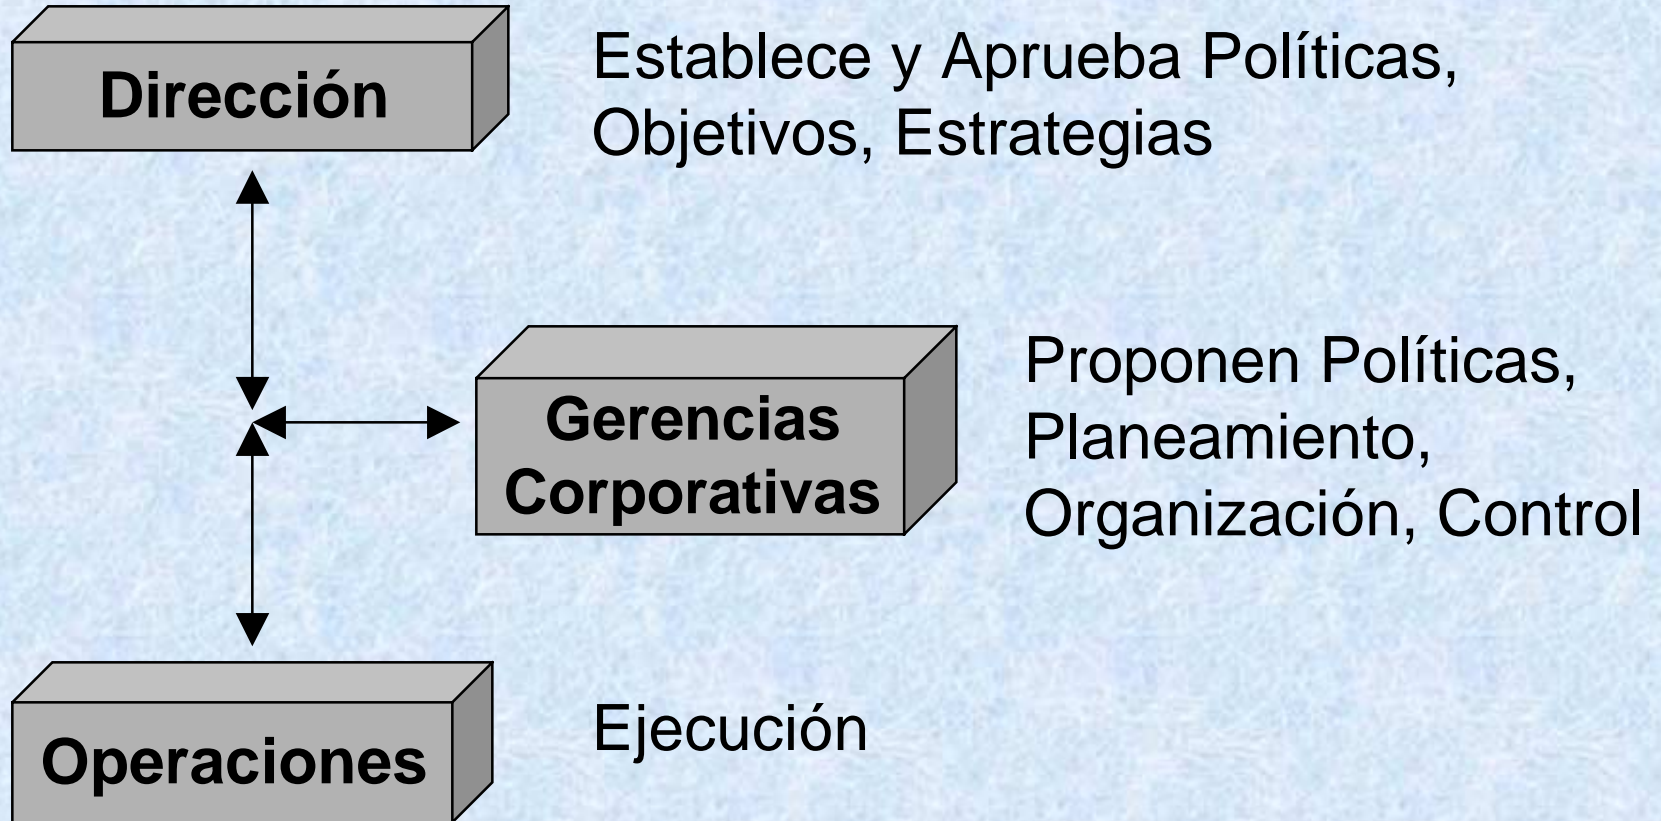 Dirección
Establece y Aprueba Políticas,
Objetivos, Estrategias
Gerencias
Corporativas
Proponen Políticas,
Planeamiento,
Organización, Control
Operaciones
Ejecución